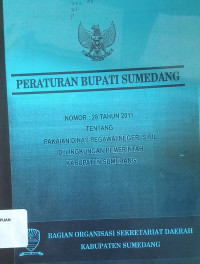 PERATURAN BUPATI SUMEDANG
NOMOR : 28 TAHUN 2011
TENTANG
PAKAIAN DINAS PEGAWAI NEGERI SIPIL
DI LINGKUNGAN PEMERINTAH
KABUPATEN SUMEDANG
BAGIAN ORGANISASI SEKRETARIAT DAERAH
KABUPATEN SUMEDANG